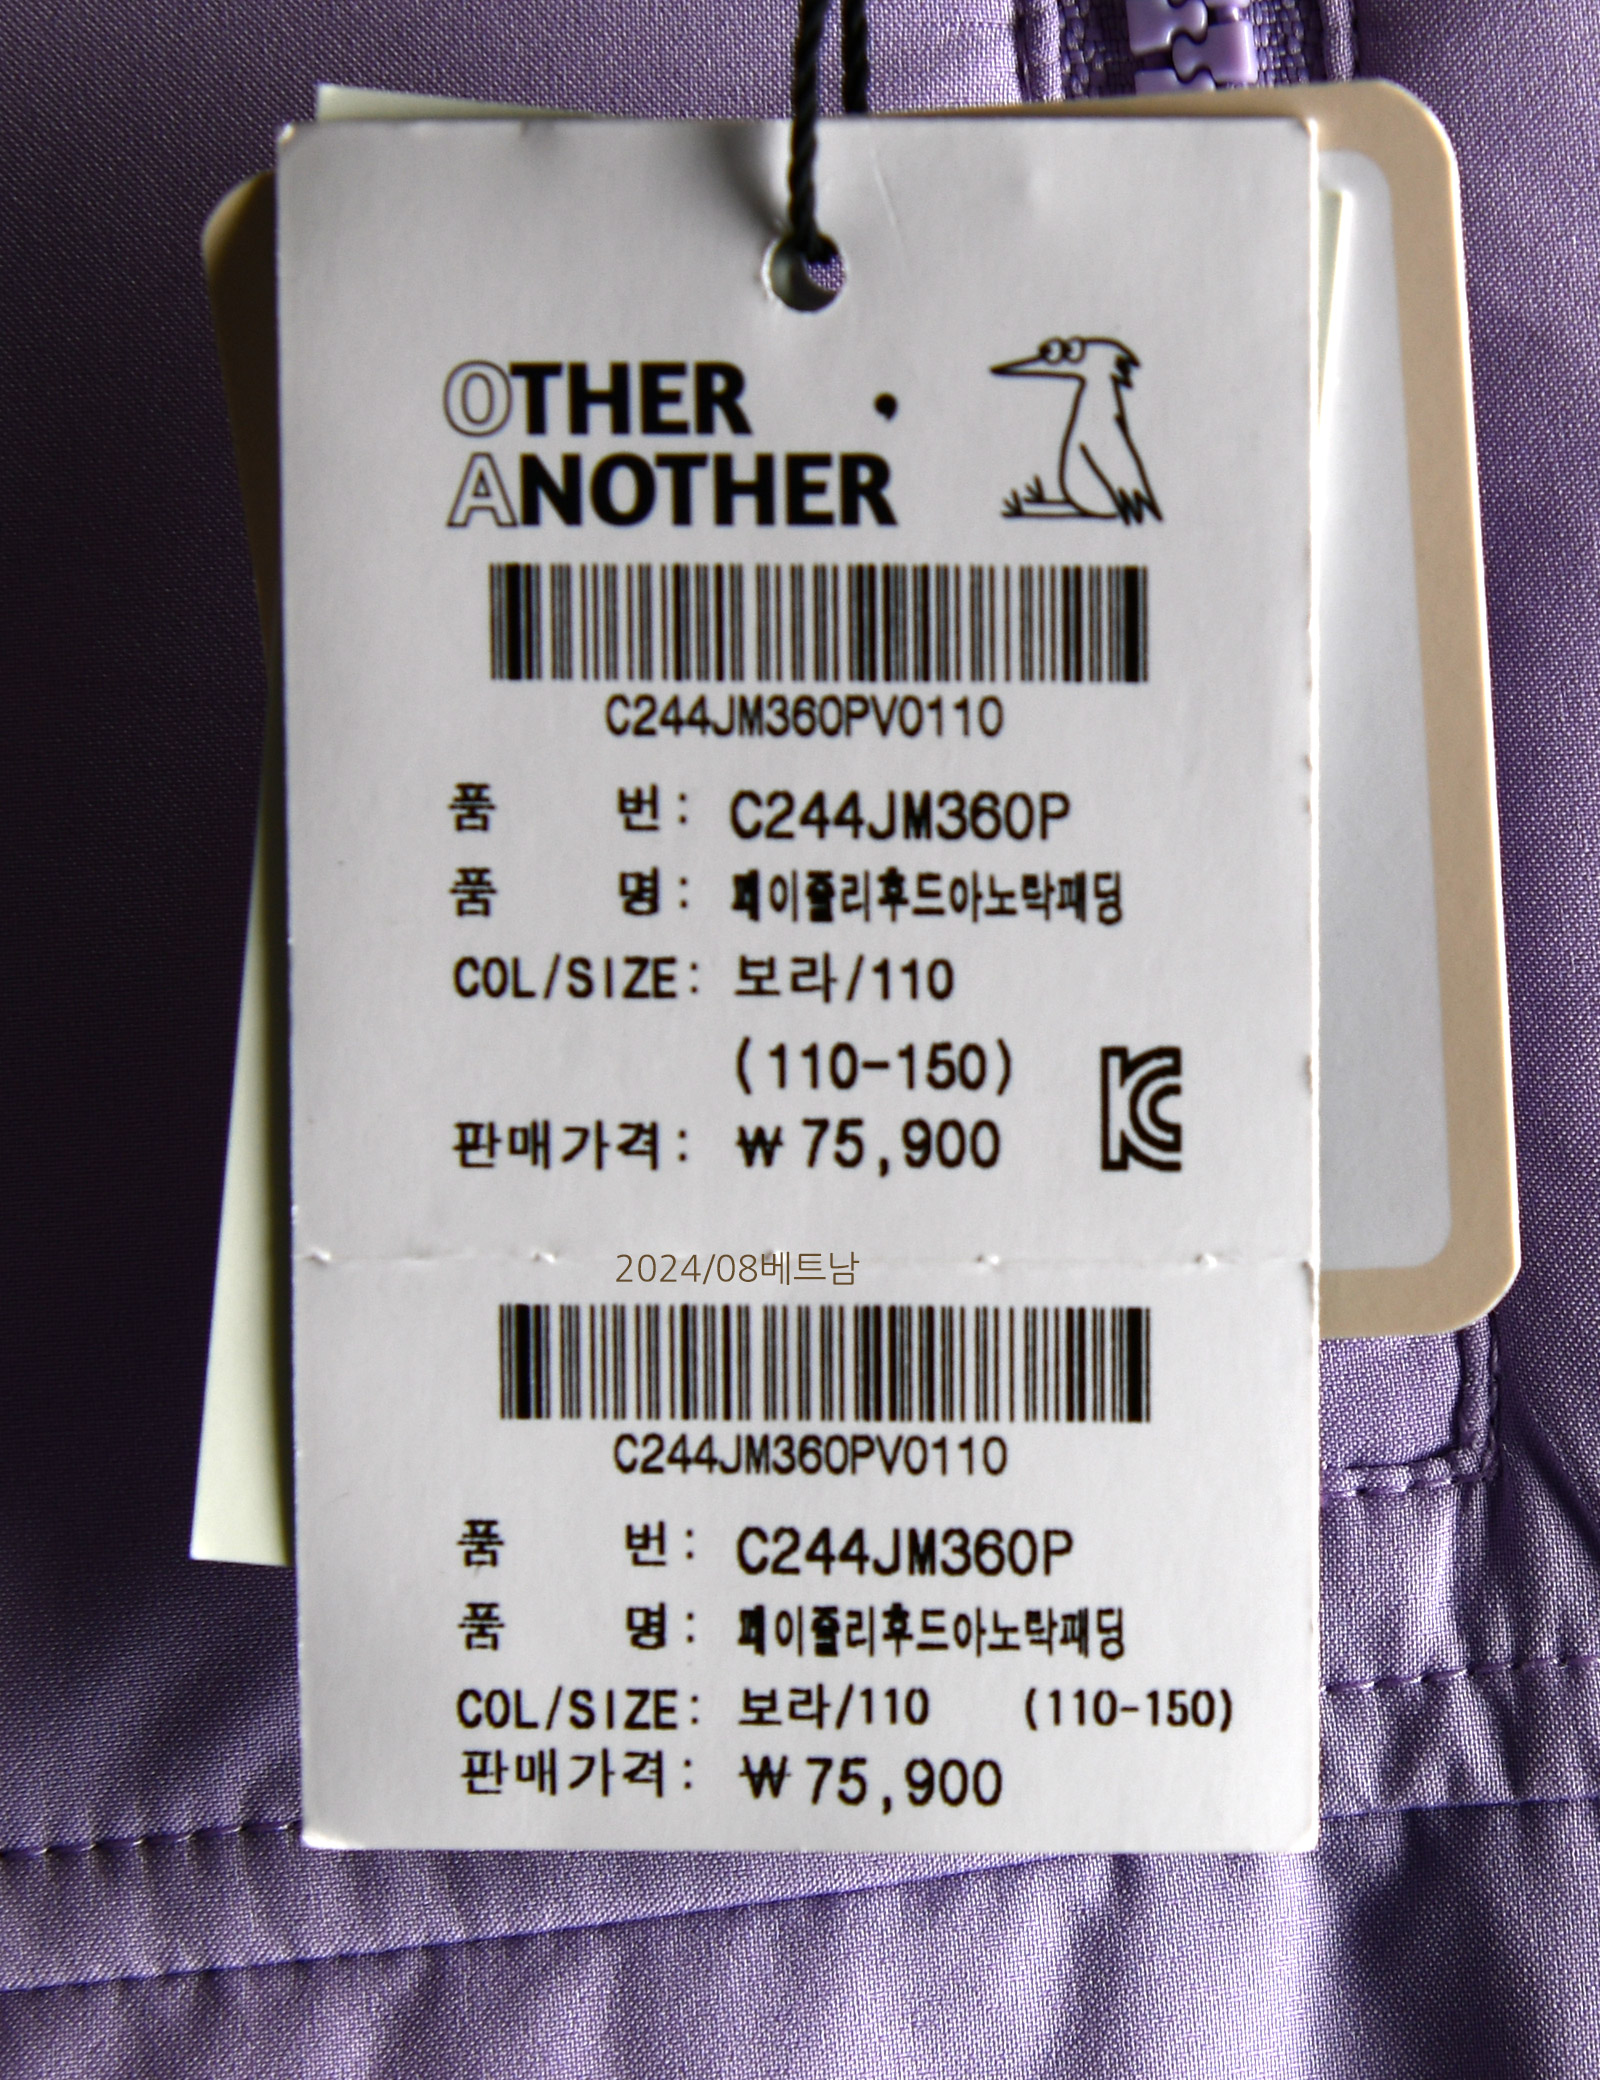 OTHER
ANOTHER
C244JM360PV0110
품 번: C244JM360P
품 명: 페이즐리후드아노락패딩
COL/SIZE: 보라/110
(110-150)
판매가격: ₩75,900
2024/08베트남
C244JM360PV0110
품 번: C244JM360P
품 명: 페이즐리후드아노락패딩
COL/SIZE: 보라/110 (110-150)
판매가격: ₩75,900